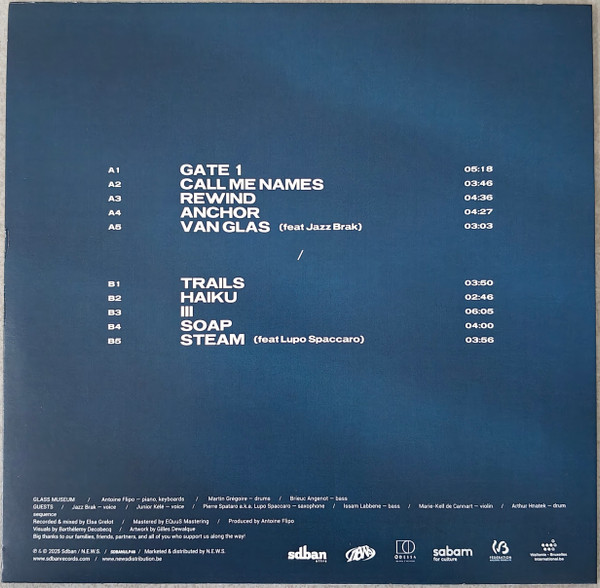 A1 GATE 1 05:18
A2 CALL ME NAMES 03:46
A3 REWIND 04:36
A4 ANCHOR 04:27
A5 VAN GLAS (feat Jazz Brak) 03:03
/
B1 TRAILS 03:50
B2 HAIKU 02:46
B3 III 06:05
B4 SOAP 04:00
B5 STEAM (feat Lupo Spaccaro) 03:56
GLASS MUSEUM / Antoine Flipo — piano, keyboards / Martin Grégoire — drums / Brieuc Angenot — bass
GUESTS / Jazz Brak — voice / Junior Kele — voice / Pierre Spataro a.k.a. Lupo Spaccaro — saxophone / Issam Labbene — bass / Marie-Kell de Cannart — violin / Arthur Hnatek — drum
sequence
Recorded & mixed by Elsa Grelot / Mastered by EQuuS Mastering / Produced by Antoine Flipo
Visuals by Barthélemy Decobecq / Artwork by Gilles Dewalque
Big thanks to our families, friends, partners, and all of you who support us along the way!
℗ & © 2025 Sdban / N.E.W.S. / Marketed & distributed by N.E.W.S.
www.sdbanrecords.com / www.newsdistribution.be
sdban
ultra
sabam
for culture
FÉDÉRATION
Wallonie - Bruxelles
International.be